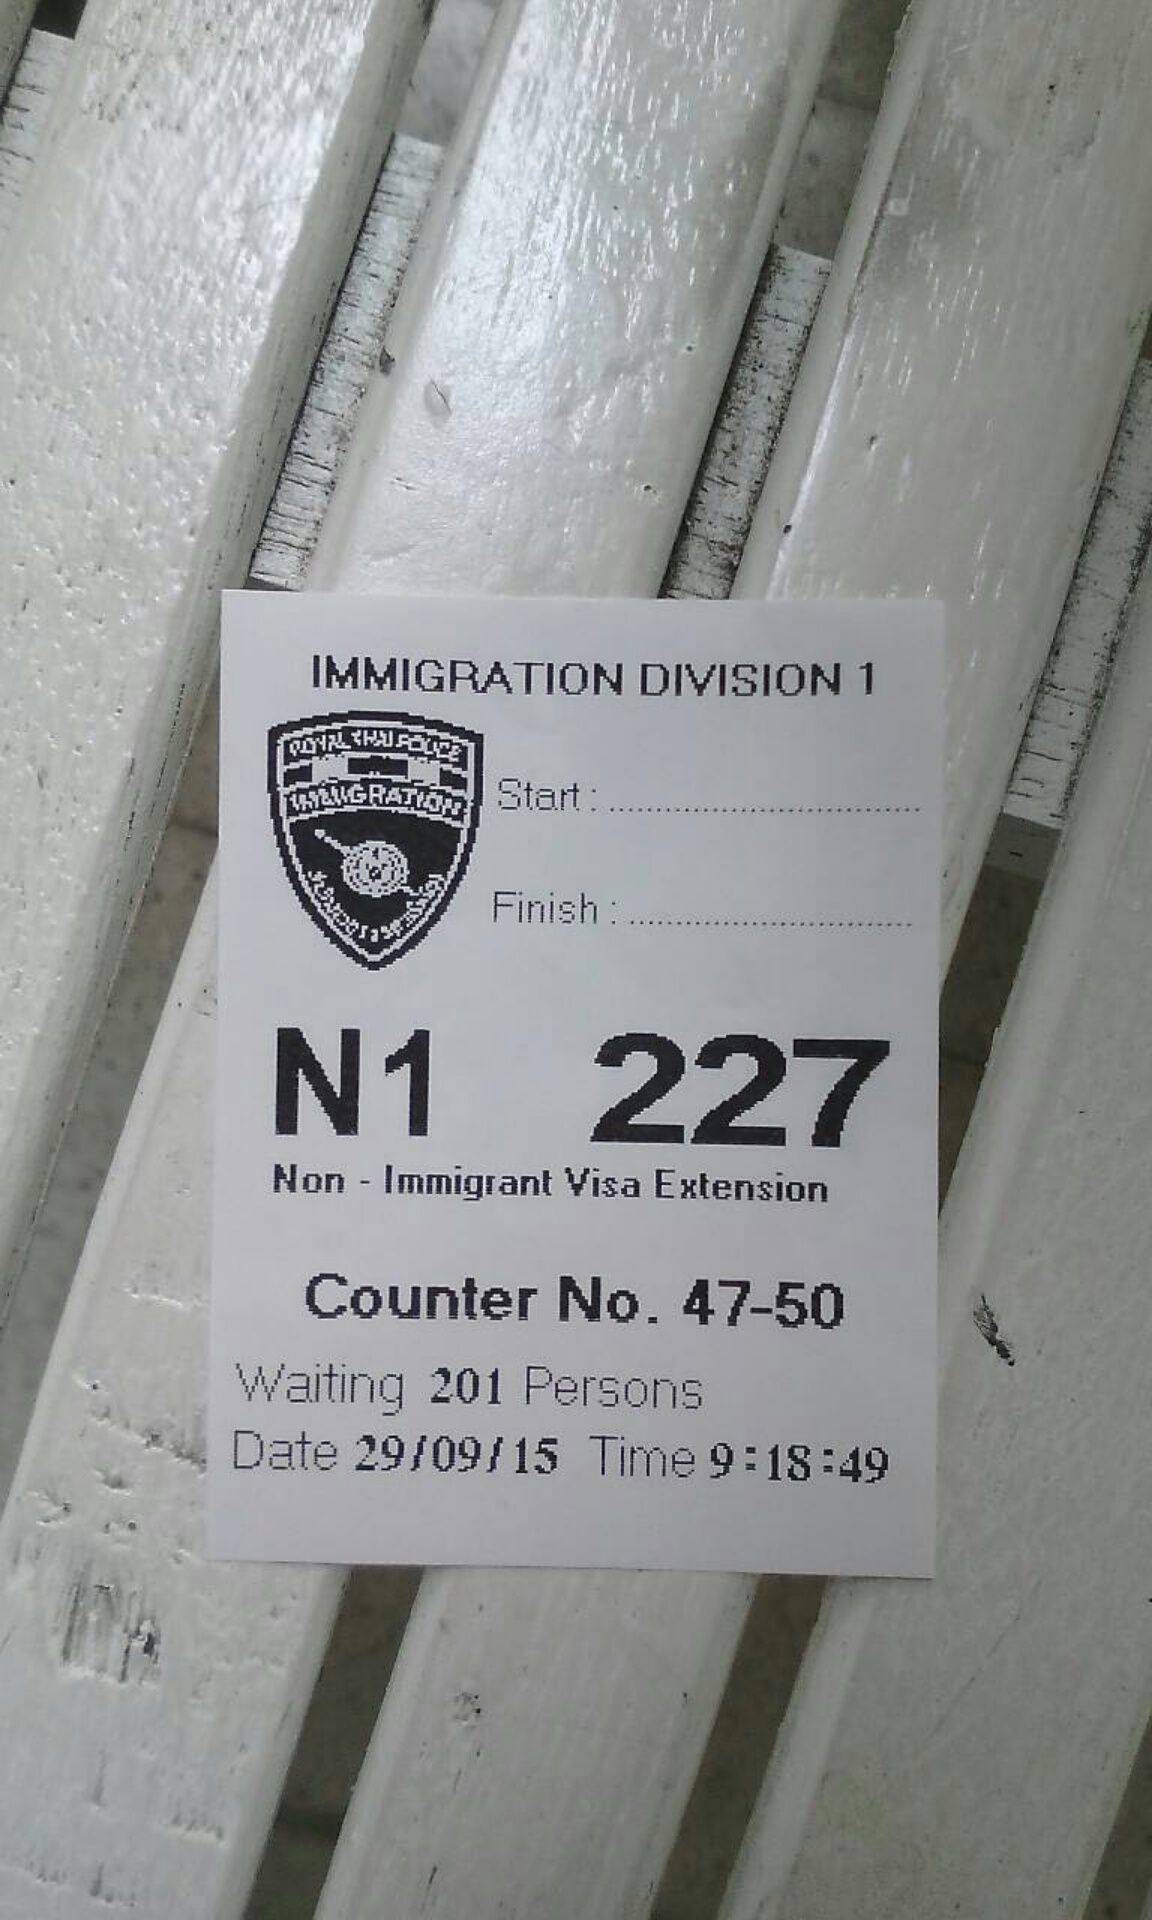 IMMIGRATION DIVISION 1
ROYAL THAI POLICE
IMMIGRATION
Start : ................................
Finish : .............................
N1 227
Non - Immigrant Visa Extension
Counter No. 47-50
Waiting 201 Persons
Date 29/09/15 Time 9:18:49